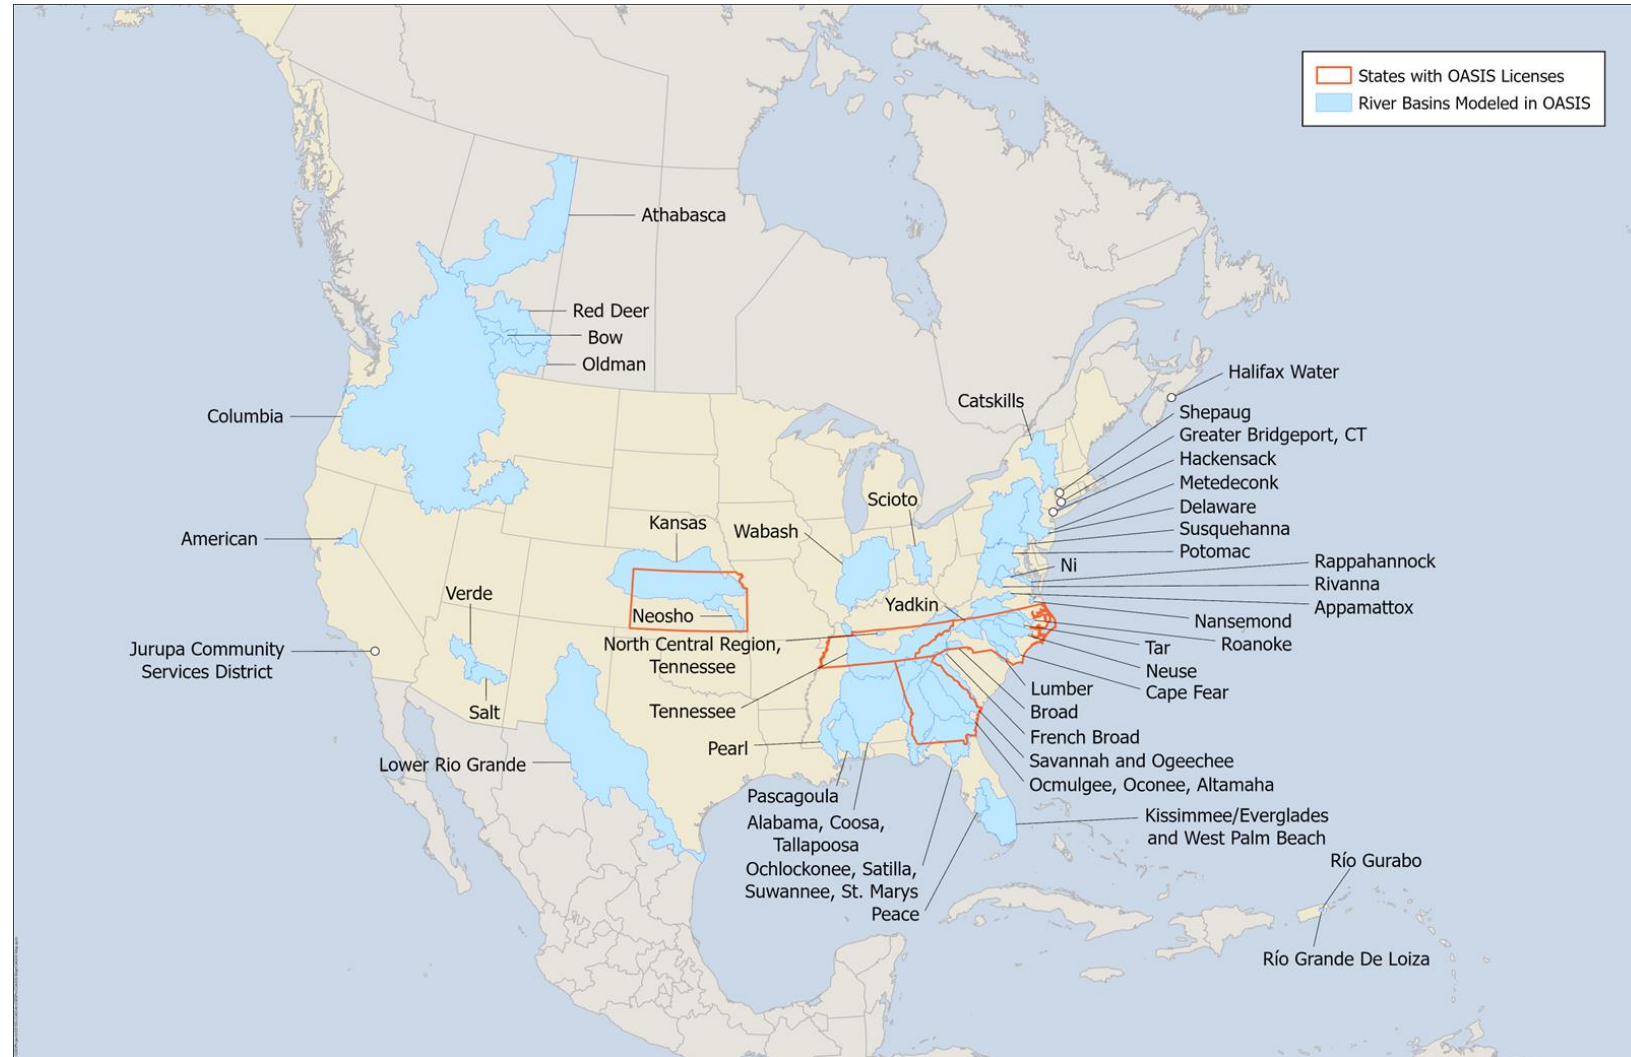 States with OASIS Licenses
River Basins Modeled in OASIS
Athabasca
Red Deer
Bow
Oldman
Columbia
American
Verde
Jurupa Community
Services District
Salt
Lower Rio Grande
Kansas
Neosho
Wabash
Scioto
Catskills
Yadkin
North Central Region,
Tennessee
Tennessee
Pearl
Pascagoula
Alabama, Coosa,
Tallapoosa
Ochlockonee, Satilla,
Suwannee, St. Marys
Peace
Halifax Water
Shepaug
Greater Bridgeport, CT
Hackensack
Metedeconk
Delaware
Susquehanna
Potomac
Ni
Rappahannock
Rivanna
Appamattox
Nansemond
Roanoke
Tar
Neuse
Cape Fear
Lumber
Broad
French Broad
Savannah and Ogeechee
Ocmulgee, Oconee, Altamaha
Kissimmee/Everglades
and West Palm Beach
Río Gurabo
Río Grande De Loiza